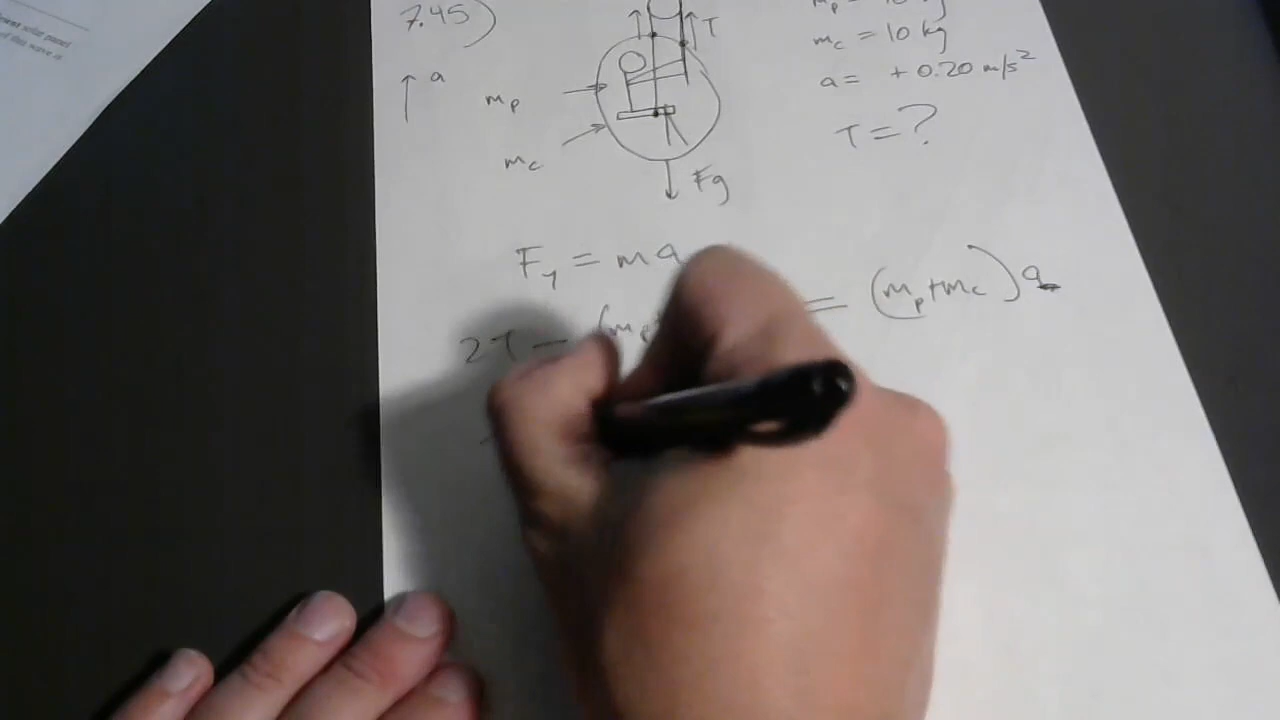 7.45)
T
m_c = 10 kg
a
a = + 0.20 m/s²
m_p
T = ?
m_c
Fg
F_y = ma
2T - (m_p = (m_p + m_c) a